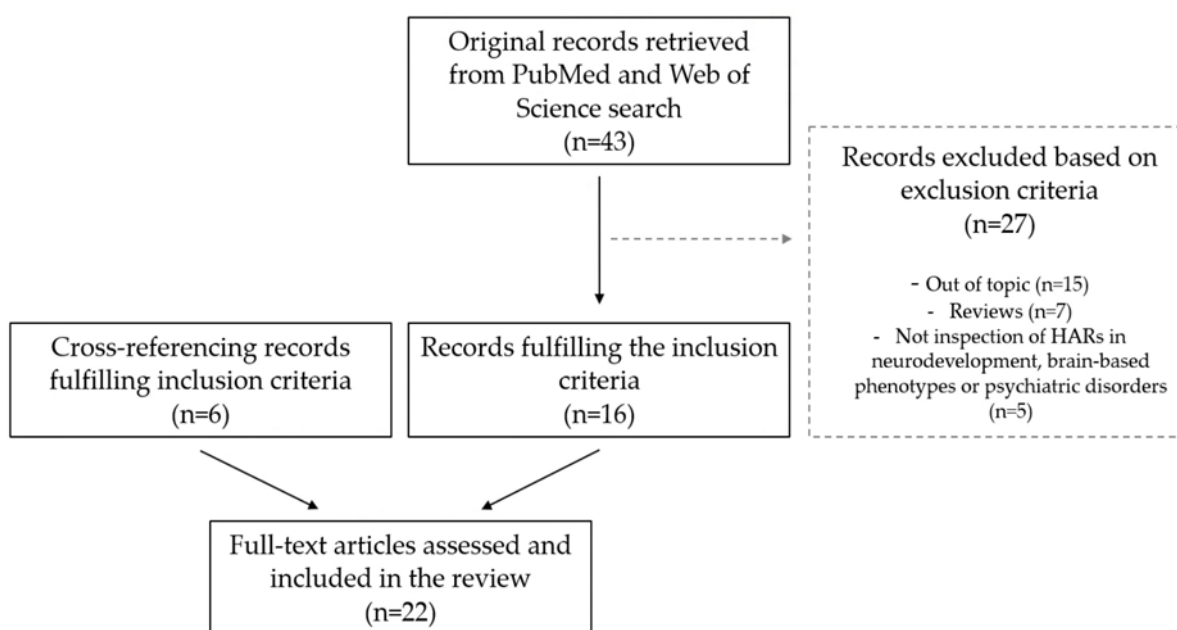 Original records retrieved
from PubMed and Web of
Science search
(n=43)
Records excluded based on
exclusion criteria
(n=27)
- Out of topic (n=15)
- Reviews (n=7)
- Not inspection of HARs in
neurodevelopment, brain-based
phenotypes or psychiatric disorders
(n=5)
Cross-referencing records
fulfilling inclusion criteria
(n=6)
Records fulfilling the inclusion
criteria
(n=16)
Full-text articles assessed and
included in the review
(n=22)